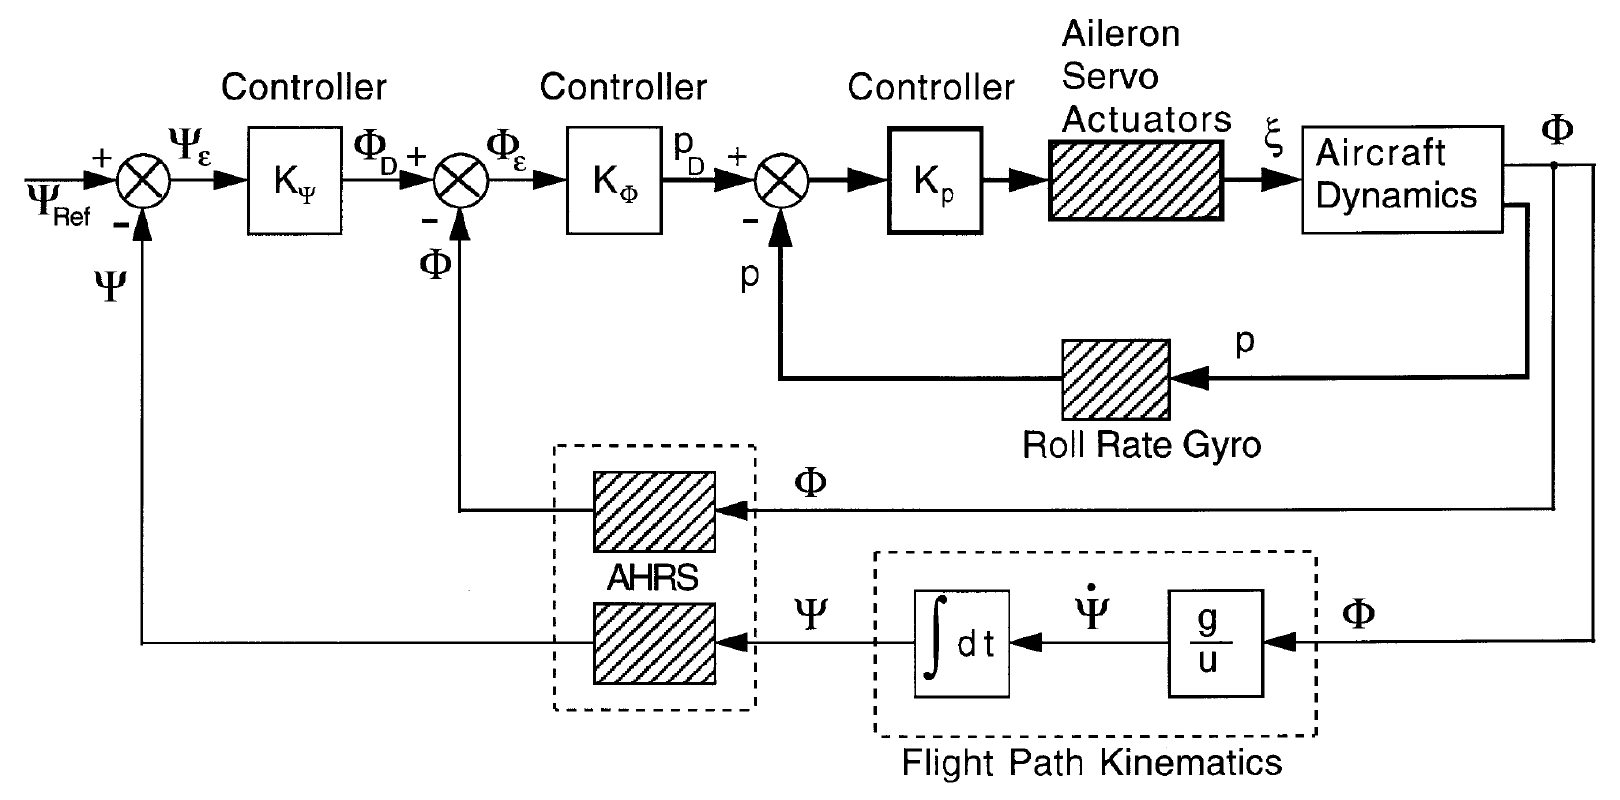 Aileron
Servo
Actuators
Controller
Controller
Controller
+
Ψε
KΨ
ΦD
+
Φε
KΦ
pD
+
Kp
ξ
Aircraft
Dynamics
Φ
ΨRef
-
Ψ
-
Φ
-
p
p
Roll Rate Gyro
Φ
AHRS
Ψ
∫ dt
Ψ̇
g
u
Φ
Flight Path Kinematics